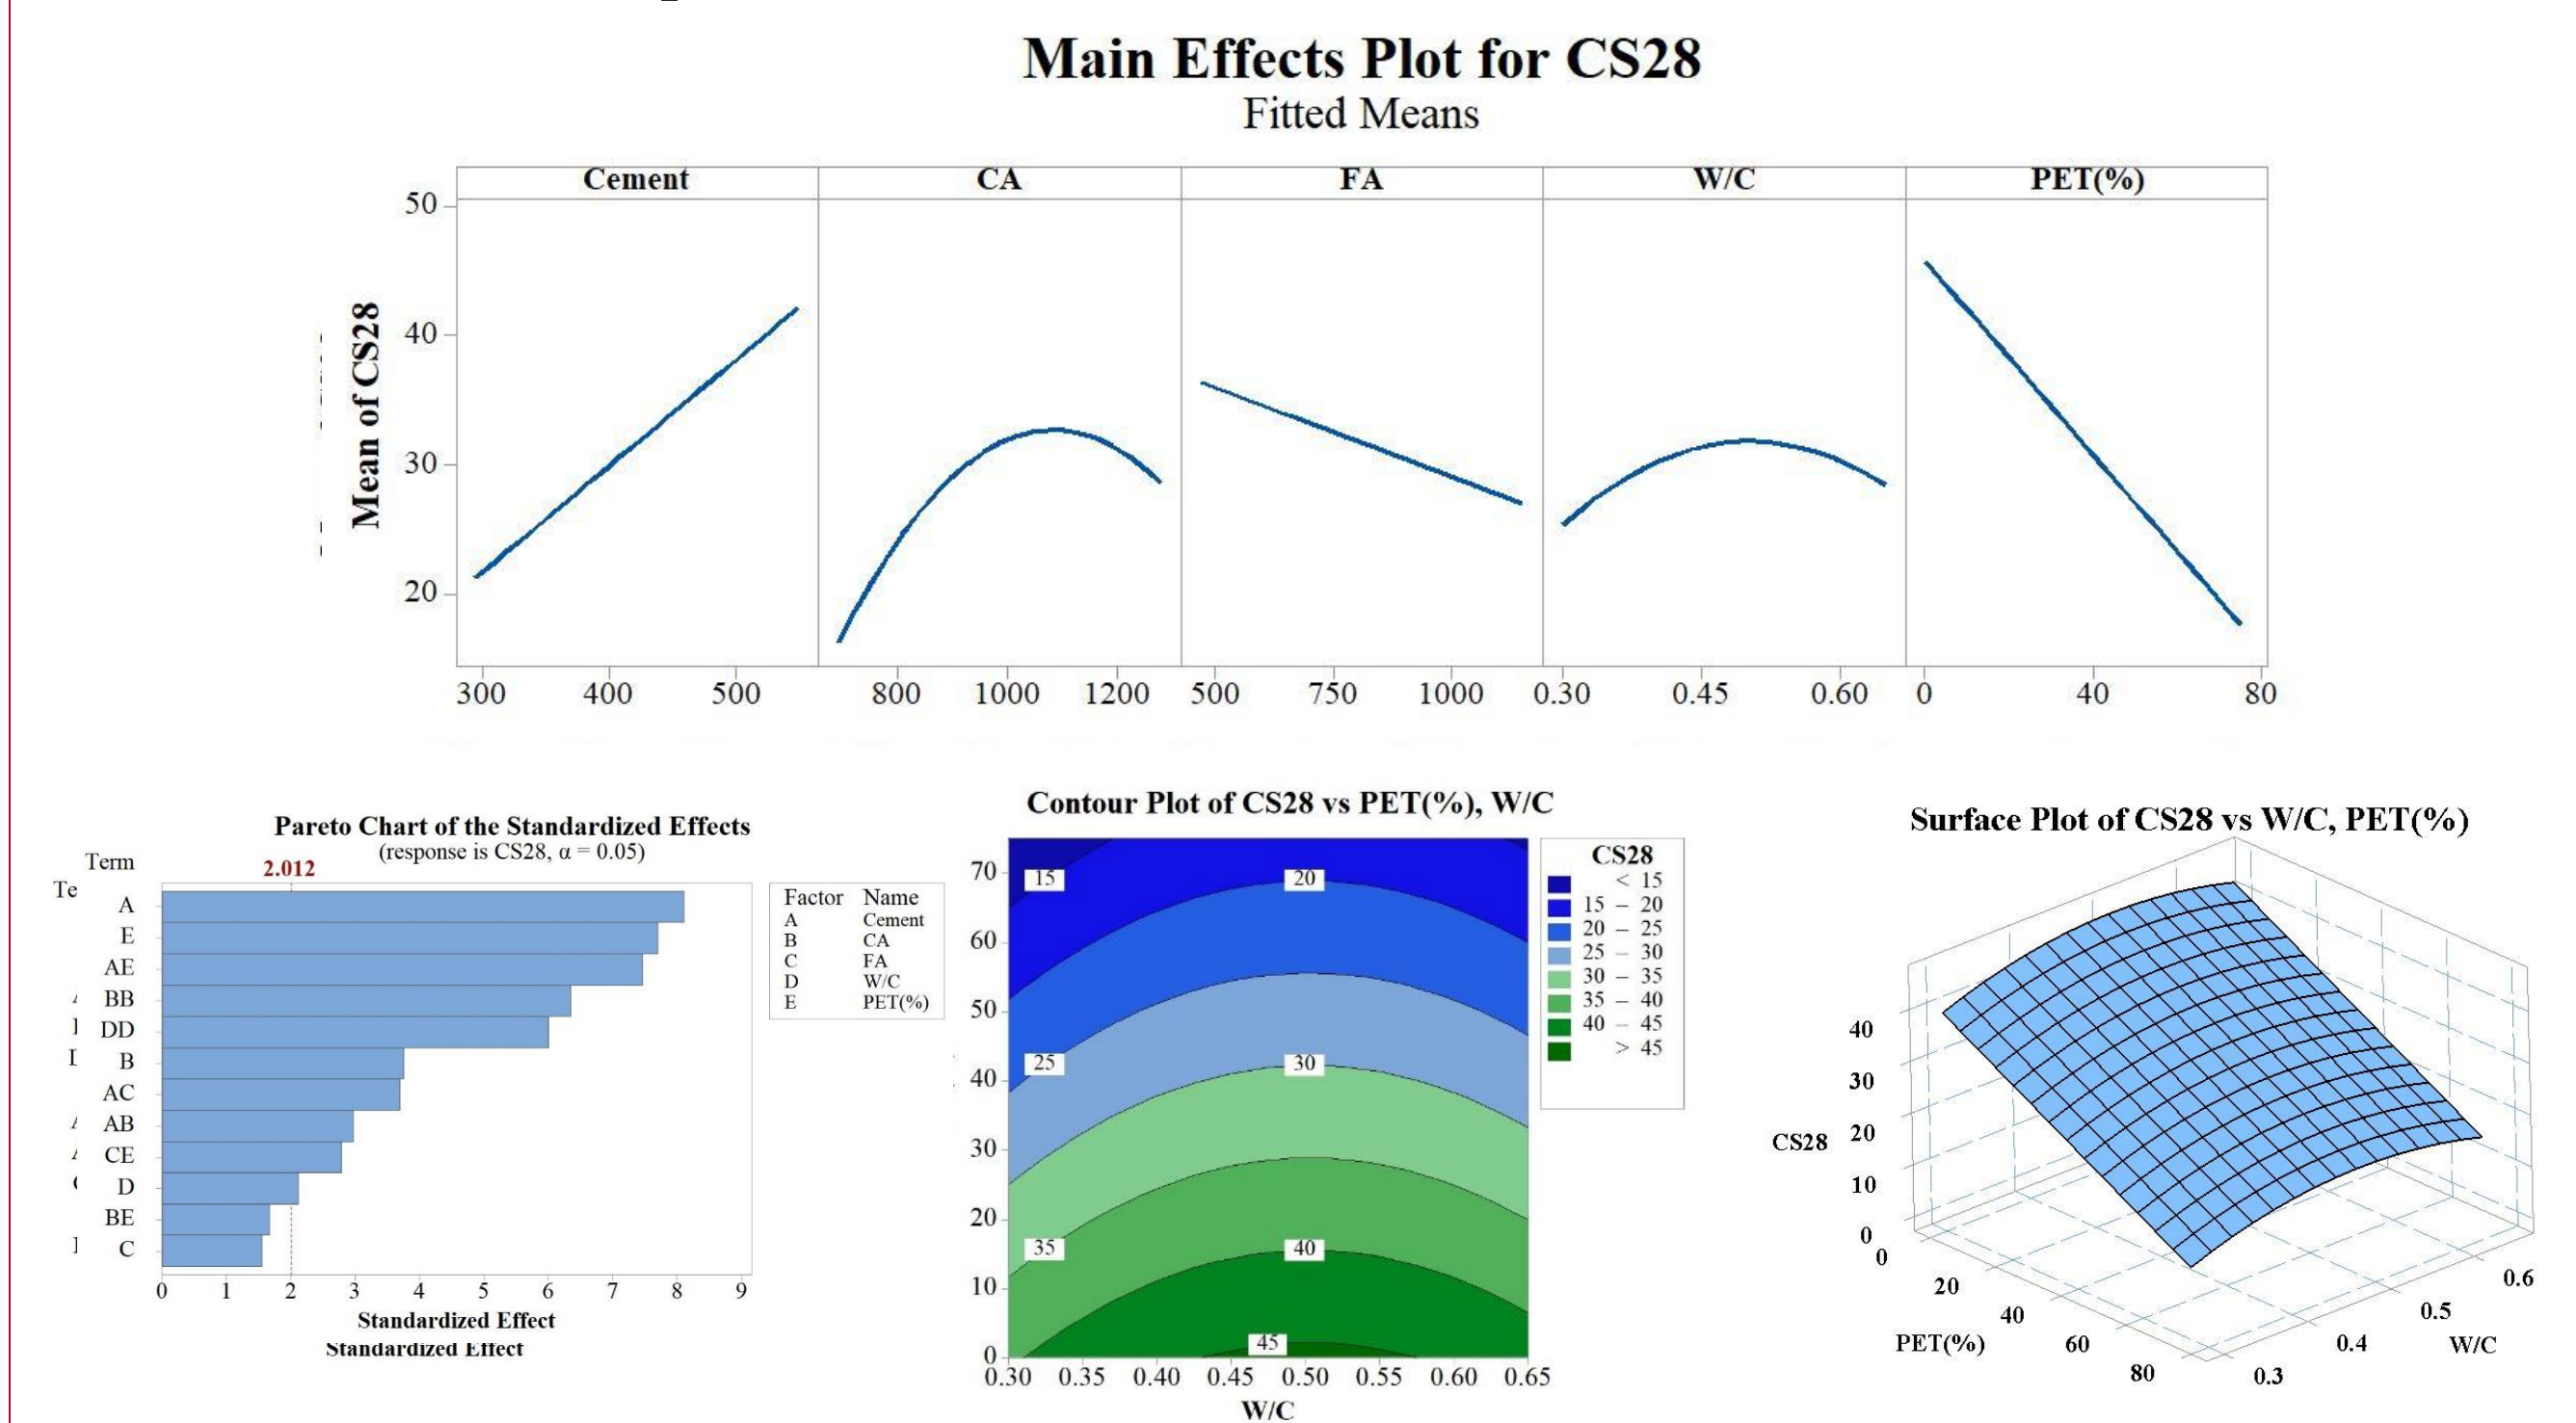 Main Effects Plot for CS28
Fitted Means
Cement CA FA W/C PET(%)
Mean of CS28
50
40
30
20
300 400 500 800 1000 1200 500 750 1000 0.30 0.45 0.60 0 40 80
Pareto Chart of the Standardized Effects
(response is CS28, α = 0.05)
Term
2.012
Te
A
E
AE
BB
DD
B
AC
AB
CE
D
BE
C
0 1 2 3 4 5 6 7 8 9
Standardized Effect
Standardized Effect
Factor Name
A Cement
B CA
C FA
D W/C
E PET(%)
Contour Plot of CS28 vs PET(%), W/C
70
60
50
40
30
20
10
0
15
20
25
30
35
40
45
0.30 0.35 0.40 0.45 0.50 0.55 0.60 0.65
W/C
CS28
< 15
15 – 20
20 – 25
25 – 30
30 – 35
35 – 40
40 – 45
> 45
Surface Plot of CS28 vs W/C, PET(%)
CS28
40
30
20
10
0
0
20
40
60
80
PET(%)
0.3
0.4
0.5
0.6
W/C